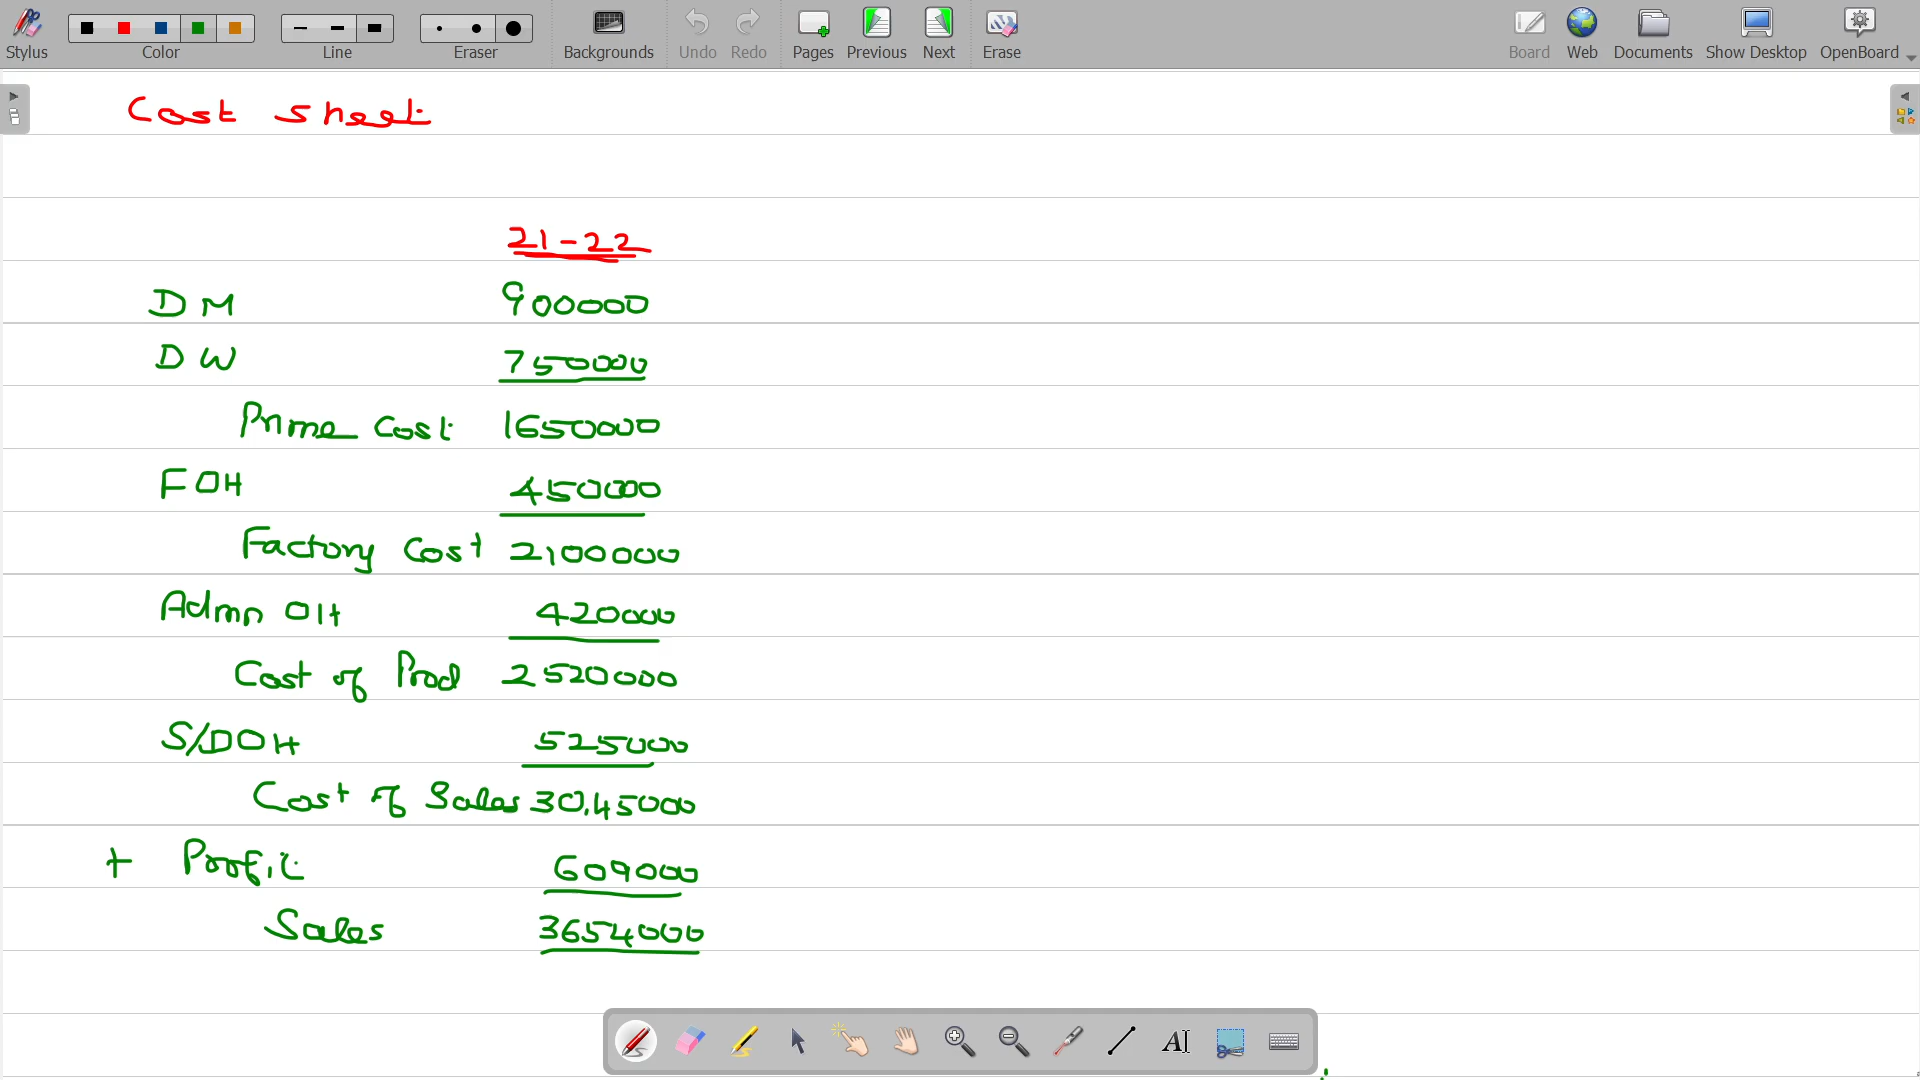 Stylus Color Line Eraser Backgrounds Undo Redo Pages Previous Next Erase Board Web Documents Show Desktop OpenBoard
Cost sheet
21-22
DM 900000
DW 750000
Prime Cost 1650000
FOH 450000
Factory Cost 2100000
Admn OH 420000
Cost of Prod 2520000
S/DOH 525000
Cost of Sales 30,45000
+ Profit 609000
Sales 3654000